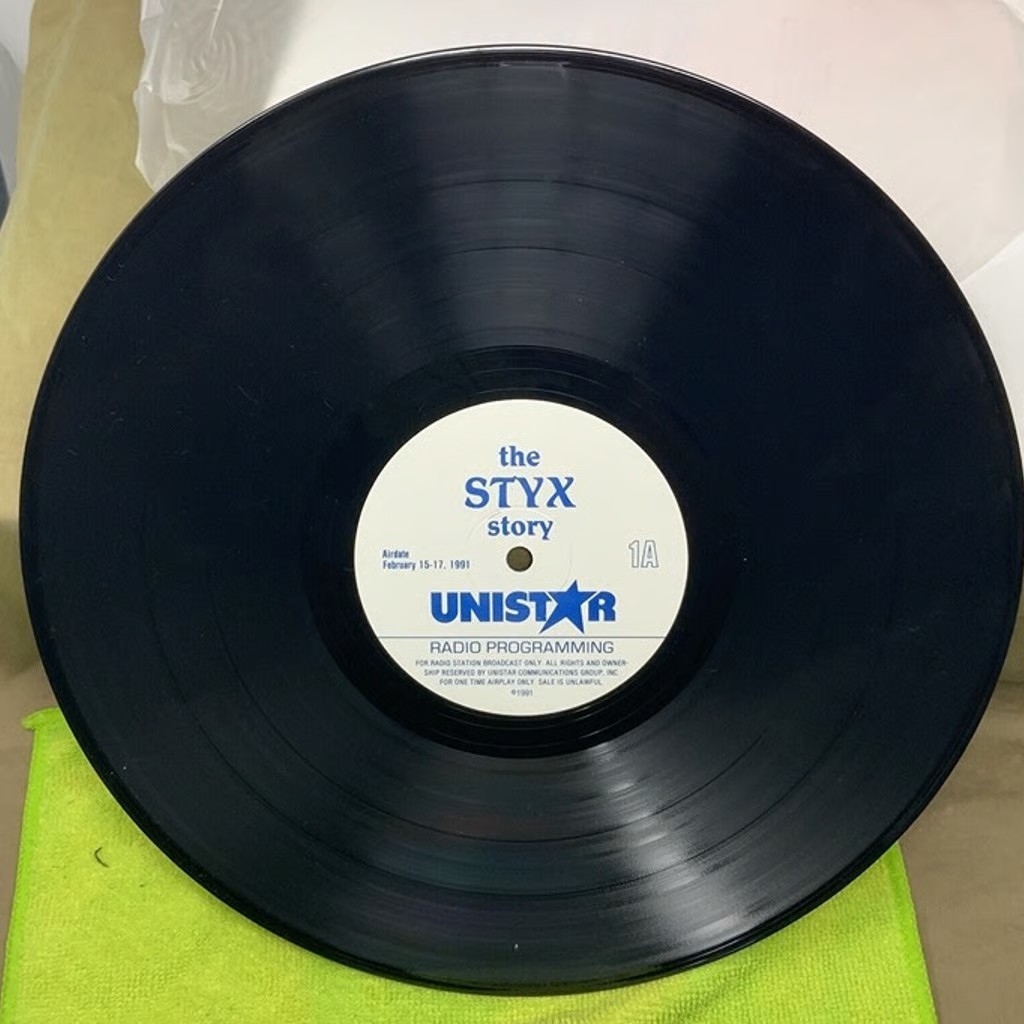 the
STYX
story
Airdate
February 15-17, 1991
1A
UNISTAR
RADIO PROGRAMMING
FOR RADIO STATION BROADCAST ONLY. ALL RIGHTS AND OWNER-
SHIP RESERVED BY UNISTAR COMMUNICATIONS GROUP, INC
FOR ONE TIME AIRPLAY ONLY. SALE IS UNLAWFUL.
©1991